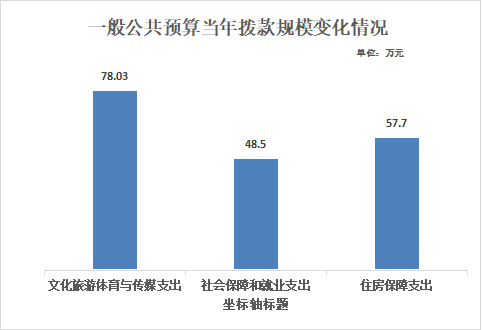 一般公共预算当年拨款规模变化情况
单位：万元
78.03
48.5
57.7
文化旅游体育与传媒支出 社会保障和就业支出 住房保障支出
坐标轴标题